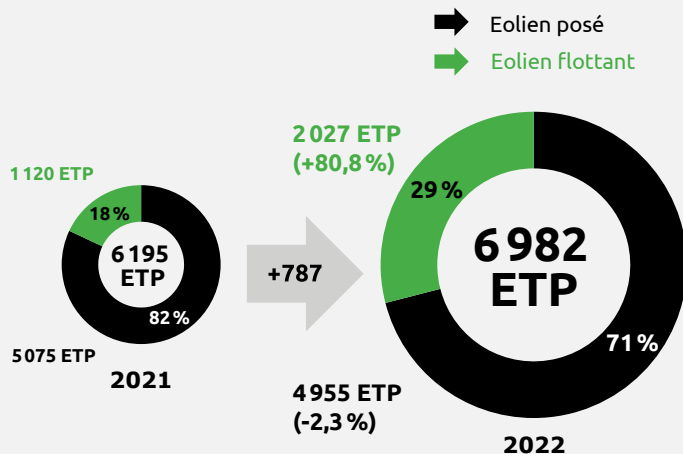 Eolien posé
Eolien flottant
1 120 ETP
18 %
6 195
ETP
82 %
5 075 ETP
2021
+787
2 027 ETP
(+80,8 %)
29 %
6 982
ETP
71 %
4 955 ETP
(-2,3 %)
2022